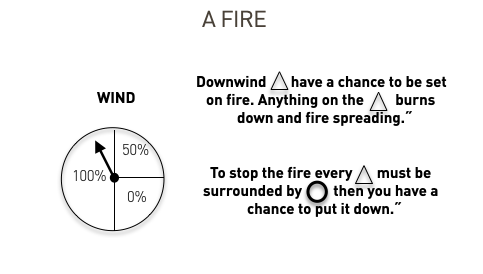 A FIRE
Downwind have a chance to be set
on fire. Anything on the burns
down and fire spreading.˝
WIND
50%
100%
0%
To stop the fire every must be
surrounded by then you have a
chance to put it down.˝